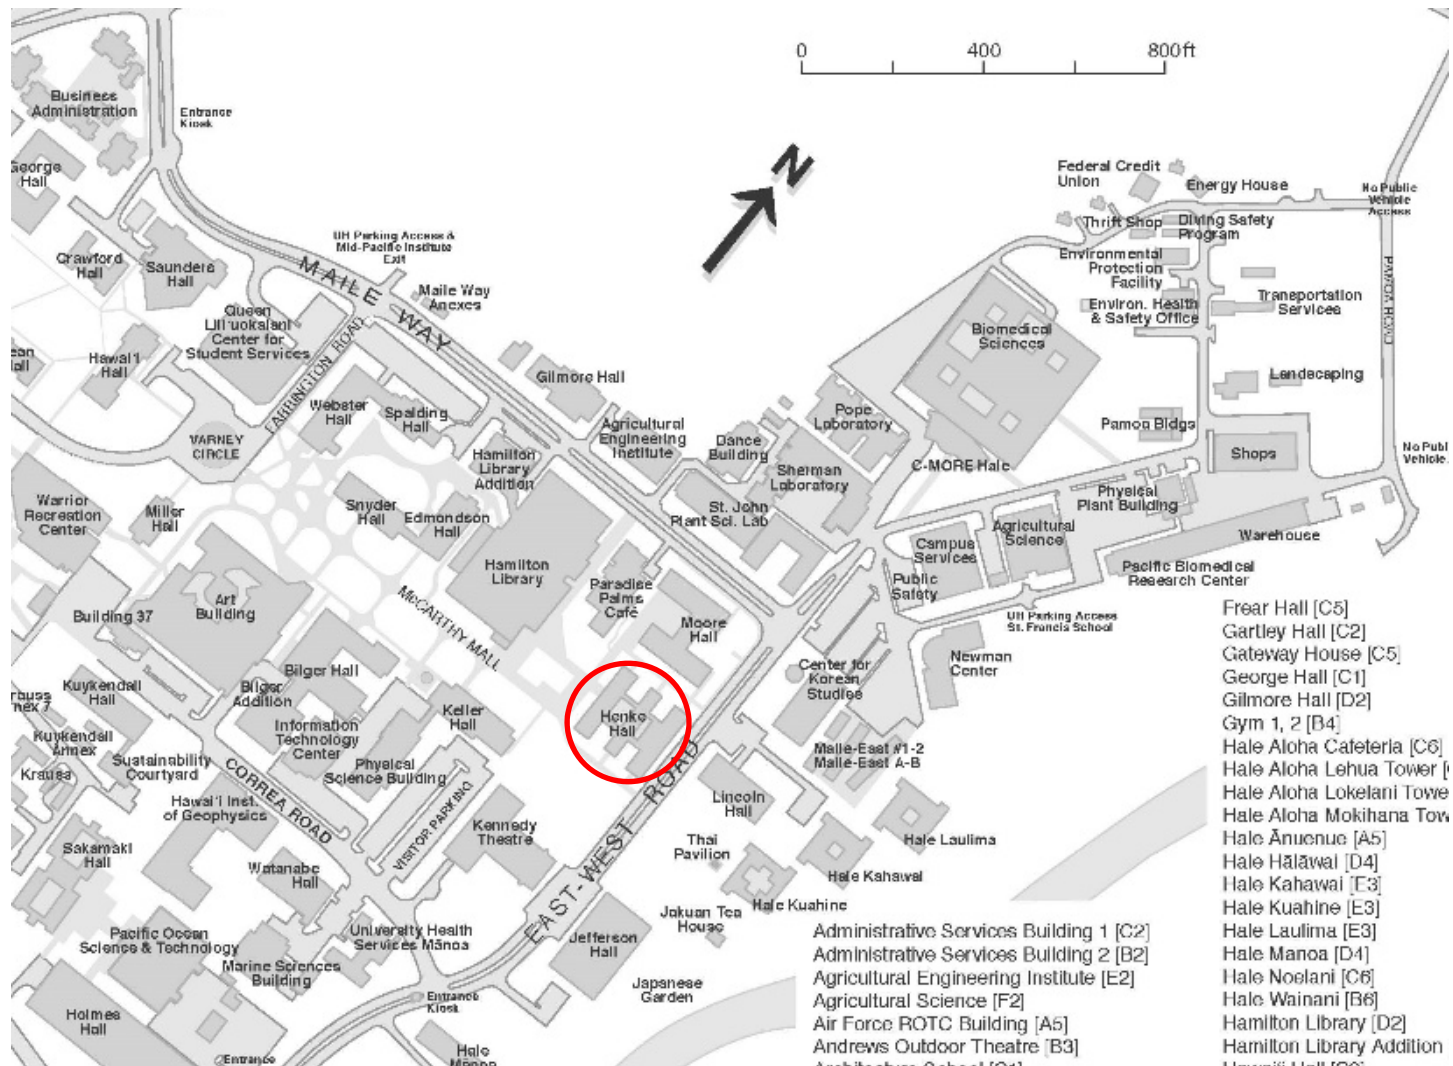 0 400 800 ft
N
Business
Administration
Entrance
Kiosk
George
Hall
Crawford
Hall
Saunders
Hall
UH Parking Access &
Mid-Pacific Institute
Exit
MAILE WAY
Maile Way
Annexes
Queen
Lili'uokalani
Center for
Student Services
FARRINGTON ROAD
Hawai'i
Hall
VARNEY
CIRCLE
Webster
Hall
Spalding
Hall
Gilmore Hall
Agricultural
Engineering
Institute
Hamilton
Library
Addition
Dance
Building
Pope
Laboratory
Sherman
Laboratory
St. John
Plant Sci. Lab
Biomedical
Sciences
C-MORE Hale
Federal Credit
Union
Energy House
Thrift Shop
Diving Safety
Program
No Public
Vehicle
Access
Environmental
Protection
Facility
Environ. Health
& Safety Office
Transportation
Services
PAMOA ROAD
Landscaping
Pamoa Bldgs
Shops
No Publ
Vehicle
Physical
Plant Building
Warehouse
Agricultural
Science
Campus
Services
Public
Safety
Pacific Biomedical
Research Center
UH Parking Access
St. Francis School
Newman
Center
Warrior
Recreation
Center
Miller
Hall
Snyder
Hall
Edmondson
Hall
Hamilton
Library
Paradise
Palms
Café
Moore
Hall
Art
Building
Building 37
McCARTHY MALL
Kuykendall
Hall
Bilger Hall
Bilger
Addition
Keller
Hall
Henke
Hall
Center for
Korean
Studies
Maile-East #1-2
Maile-East A-B
Kuykendall
Annex
Krauss
Sustainability
Courtyard
Information
Technology
Center
Physical
Science Building
CORREA ROAD
VISITOR PARKING
Hawai'i Inst.
of Geophysics
Kennedy
Theatre
EAST-WEST ROAD
Lincoln
Hall
Thai
Pavilion
Hale Laulima
Hale Kahawai
Hale Kuahine
Sakamaki
Hall
Watanabe
Hall
Jakuan Tea
House
Pacific Ocean
Science & Technology
University Health
Services Mānoa
Marine Sciences
Building
Jefferson
Hall
Japanese
Garden
Holmes
Hall
Entrance
Kiosk
Entrance
Hale
Administrative Services Building 1 [C2]
Administrative Services Building 2 [B2]
Agricultural Engineering Institute [E2]
Agricultural Science [F2]
Air Force ROTC Building [A5]
Andrews Outdoor Theatre [B3]
Frear Hall [C5]
Gartley Hall [C2]
Gateway House [C5]
George Hall [C1]
Gilmore Hall [D2]
Gym 1, 2 [B4]
Hale Aloha Cafeteria [C6]
Hale Aloha Lehua Tower
Hale Aloha Lokelani Towe
Hale Aloha Mokihana Tow
Hale Ānuenue [A5]
Hale Hālāwai [D4]
Hale Kahawai [E3]
Hale Kuahine [E3]
Hale Laulima [E3]
Hale Manoa [D4]
Hale Noelani [C6]
Hale Wainani [B6]
Hamilton Library [D2]
Hamilton Library Addition